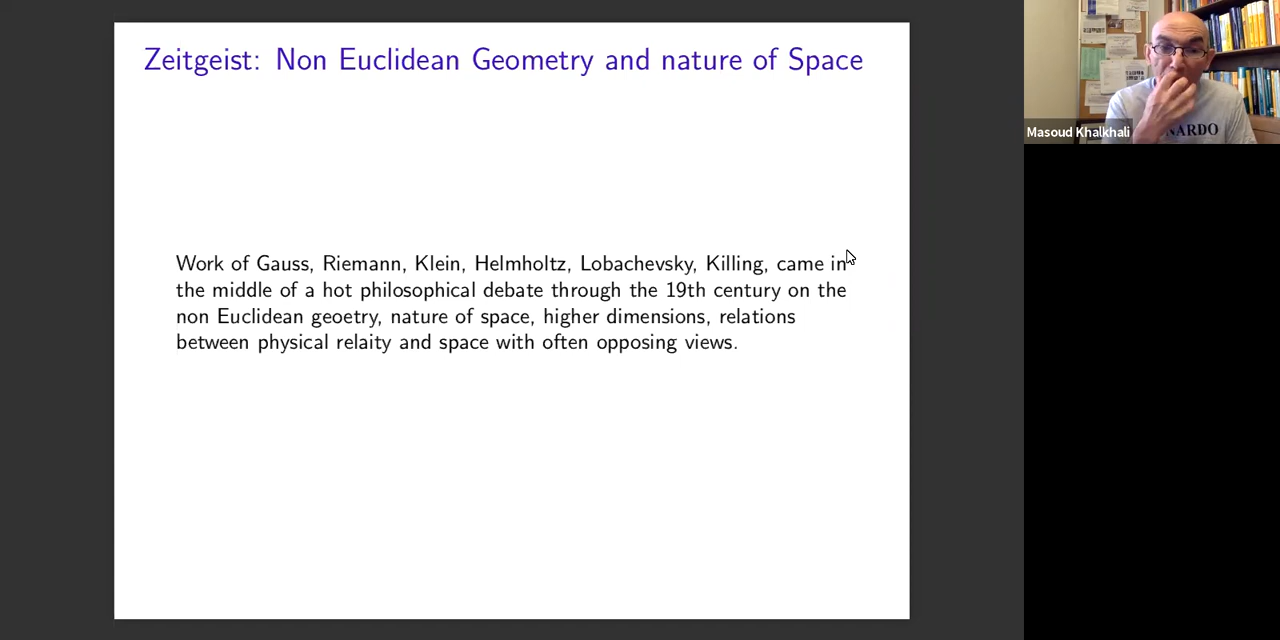 Zeitgeist: Non Euclidean Geometry and nature of Space
Work of Gauss, Riemann, Klein, Helmholtz, Lobachevsky, Killing, came in
the middle of a hot philosophical debate through the 19th century on the
non Euclidean geoetry, nature of space, higher dimensions, relations
between physical relaity and space with often opposing views.
Masoud Khalkhali
NARDO